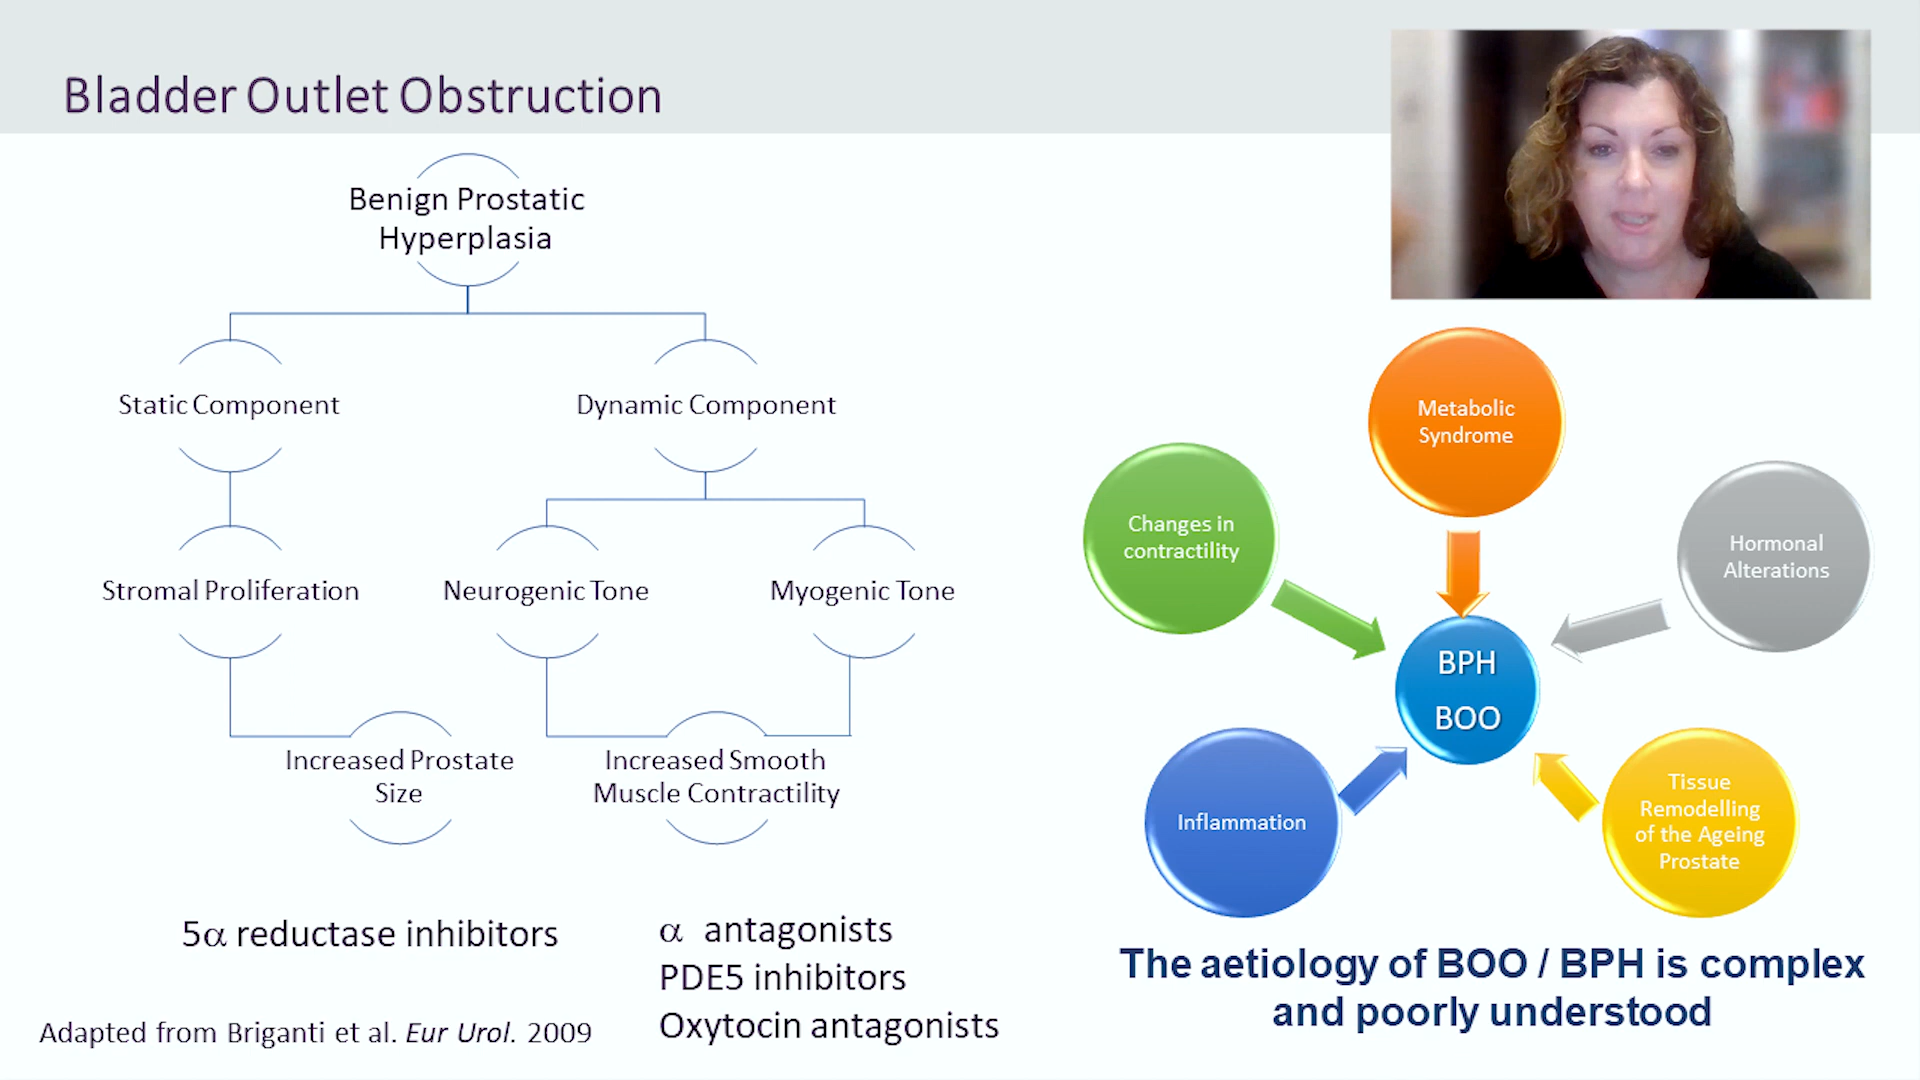 Bladder Outlet Obstruction
Benign Prostatic
Hyperplasia
Static Component
Dynamic Component
Stromal Proliferation
Neurogenic Tone
Myogenic Tone
Increased Prostate
Size
Increased Smooth
Muscle Contractility
5α reductase inhibitors
α antagonists
PDE5 inhibitors
Oxytocin antagonists
Adapted from Briganti et al. Eur Urol. 2009
Metabolic
Syndrome
Changes in
contractility
Hormonal
Alterations
BPH
BOO
Inflammation
Tissue
Remodelling
of the Ageing
Prostate
The aetiology of BOO / BPH is complex
and poorly understood